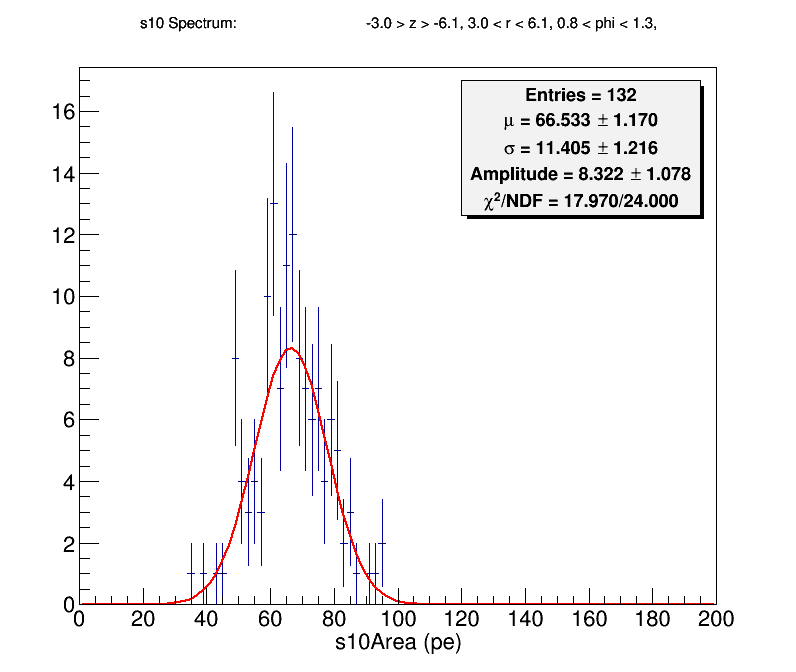 s10 Spectrum: -3.0 > z > -6.1, 3.0 < r < 6.1, 0.8 < phi < 1.3,
Entries = 132
μ = 66.533 ± 1.170
σ = 11.405 ± 1.216
Amplitude = 8.322 ± 1.078
χ²/NDF = 17.970/24.000
16
14
12
10
8
6
4
2
0
0 20 40 60 80 100 120 140 160 180 200
s10Area (pe)